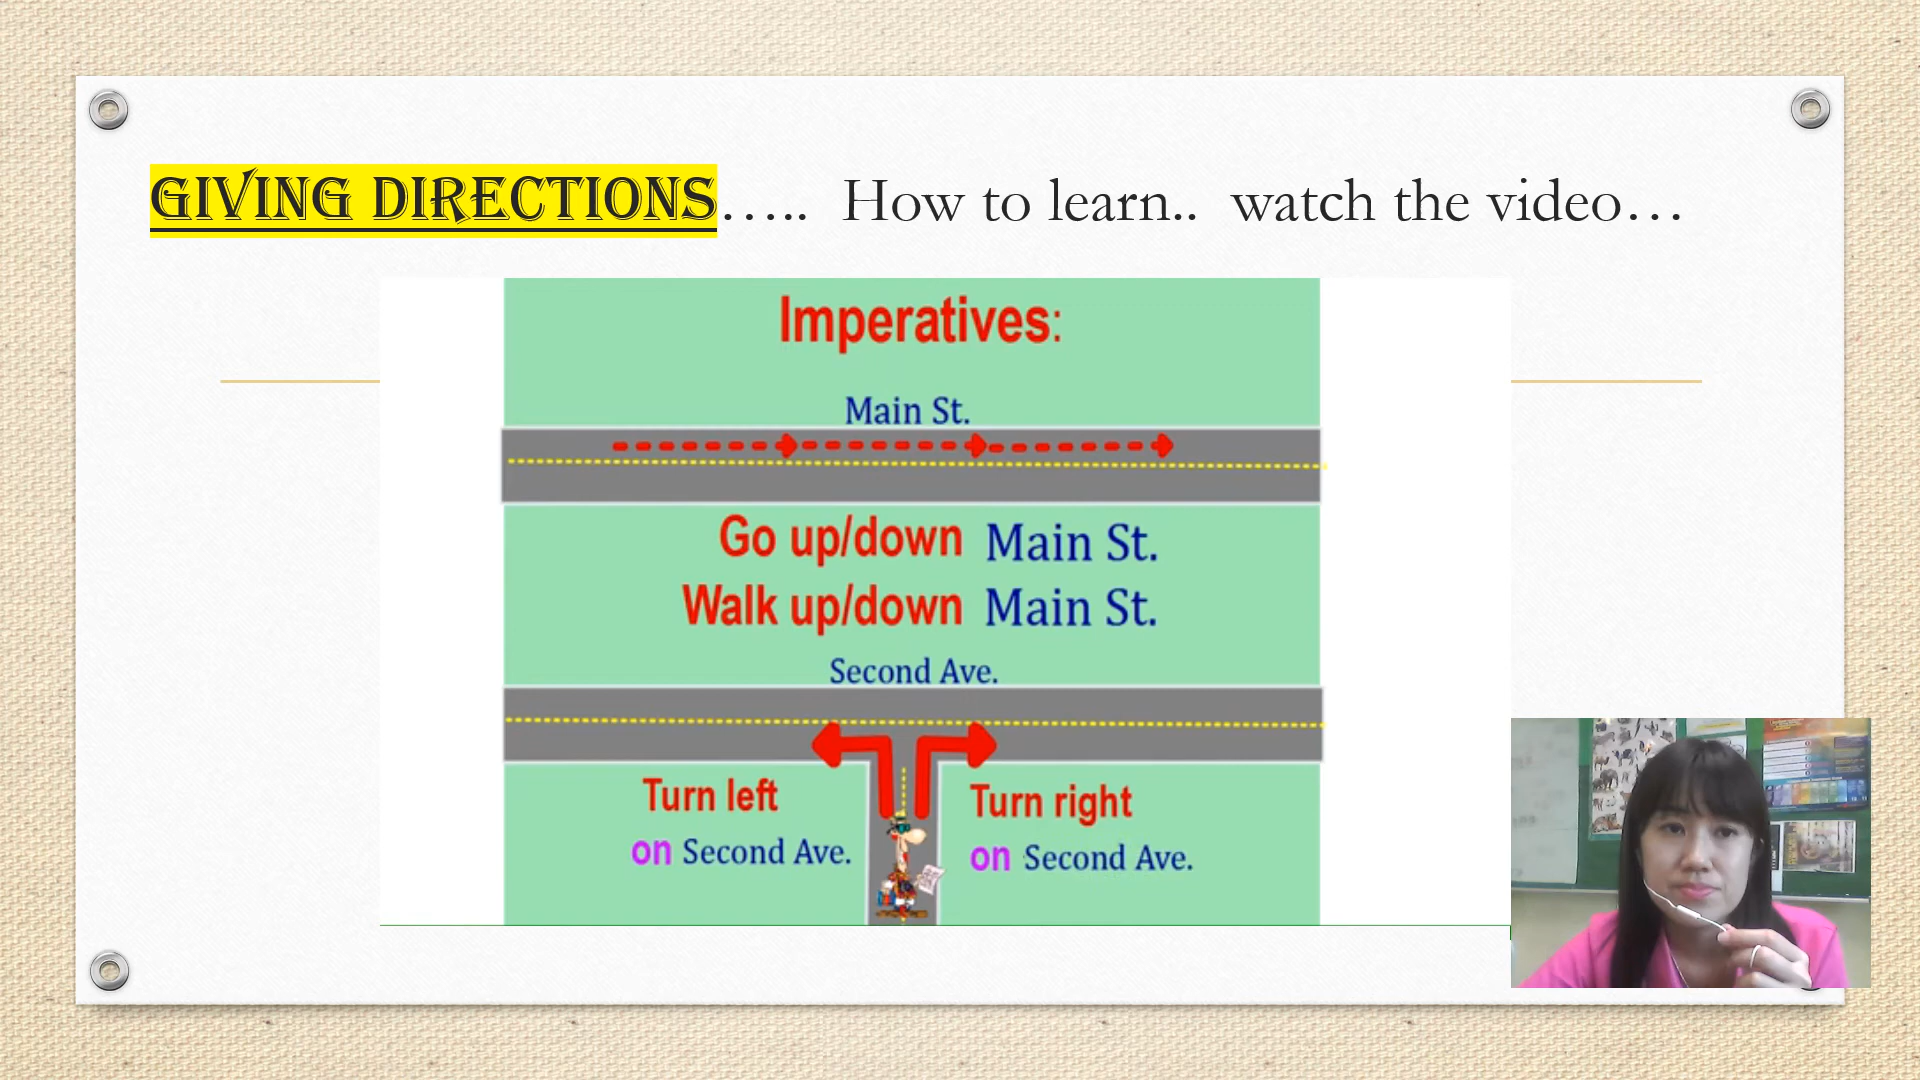 GIVING DIRECTIONS….. How to learn.. watch the video…
Imperatives:
Main St.
Go up/down Main St.
Walk up/down Main St.
Second Ave.
Turn left
on Second Ave.
Turn right
on Second Ave.